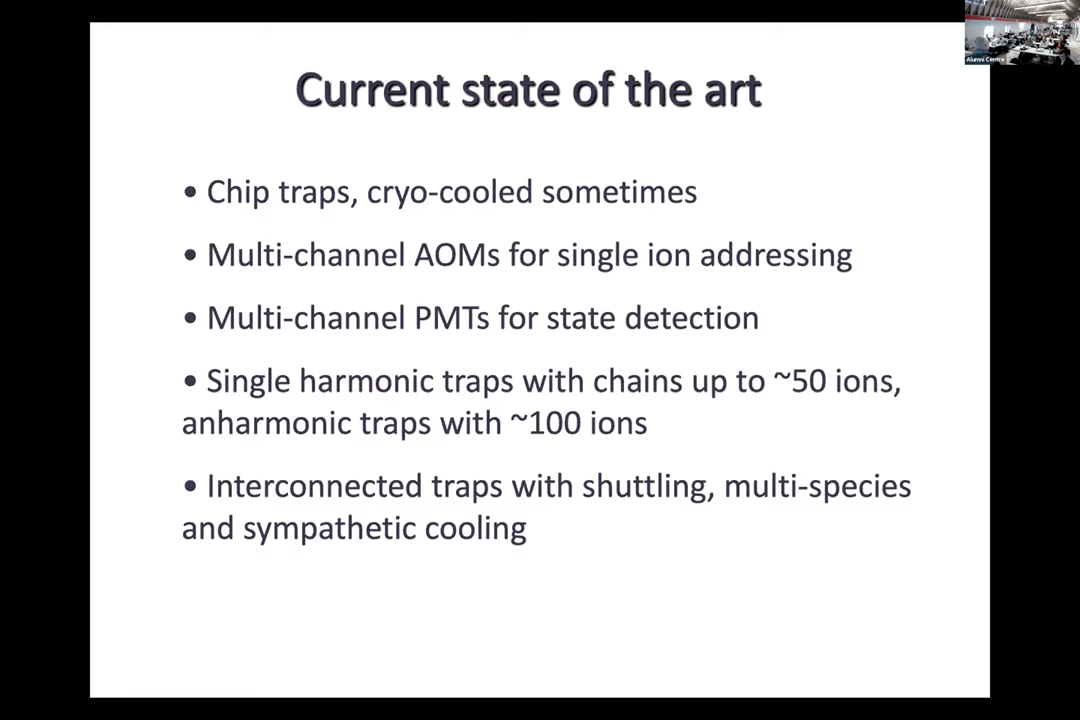 Current state of the art
• Chip traps, cryo-cooled sometimes
• Multi-channel AOMs for single ion addressing
• Multi-channel PMTs for state detection
• Single harmonic traps with chains up to ~50 ions,
anharmonic traps with ~100 ions
• Interconnected traps with shuttling, multi-species
and sympathetic cooling
Alumni Centre